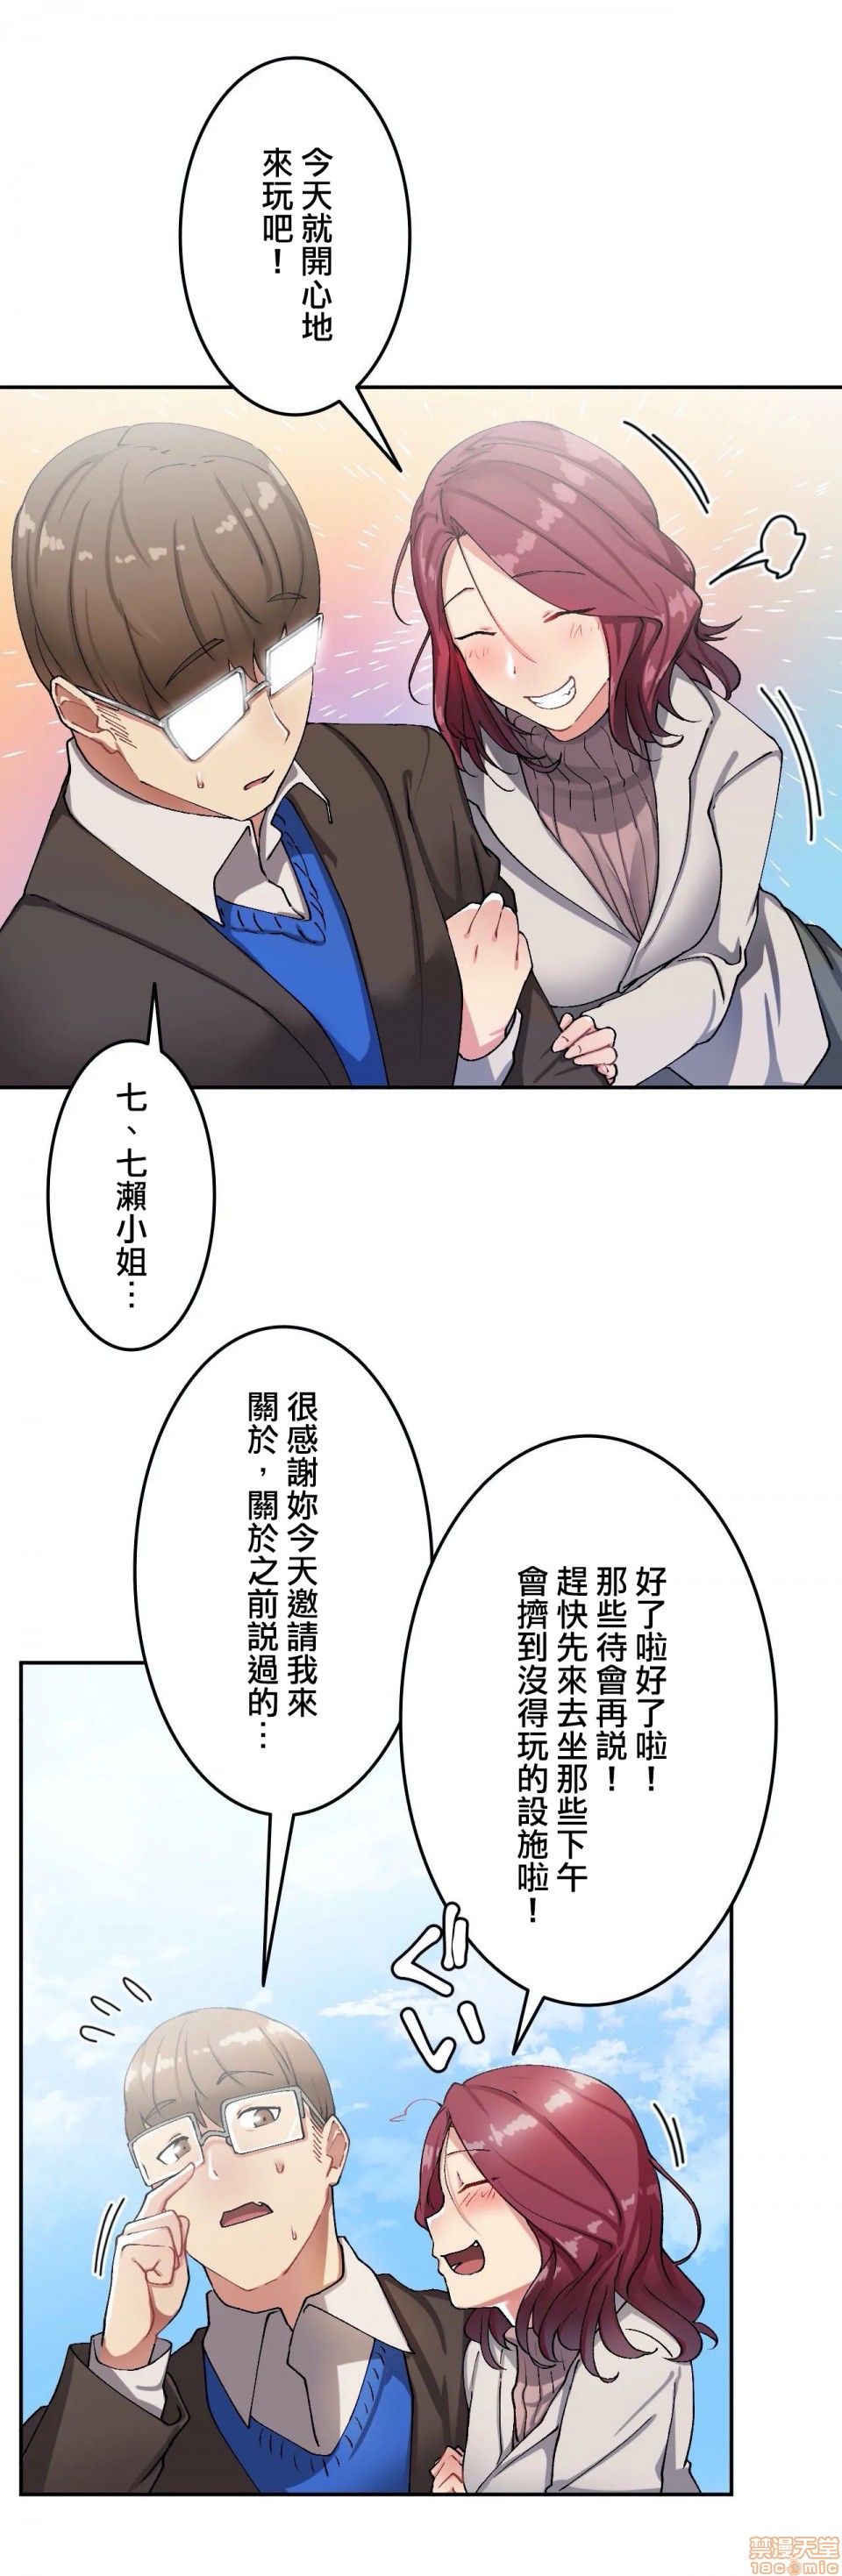 今天就開心地
來玩吧！
七、七瀨小姐…
很感謝妳今天邀請我來
關於，關於之前説過的…
好了啦好了啦！
那些待會再説！
趕快先來去坐那些下午
會擠到沒得玩的設施啦！
ぐい
禁漫天堂
18comic